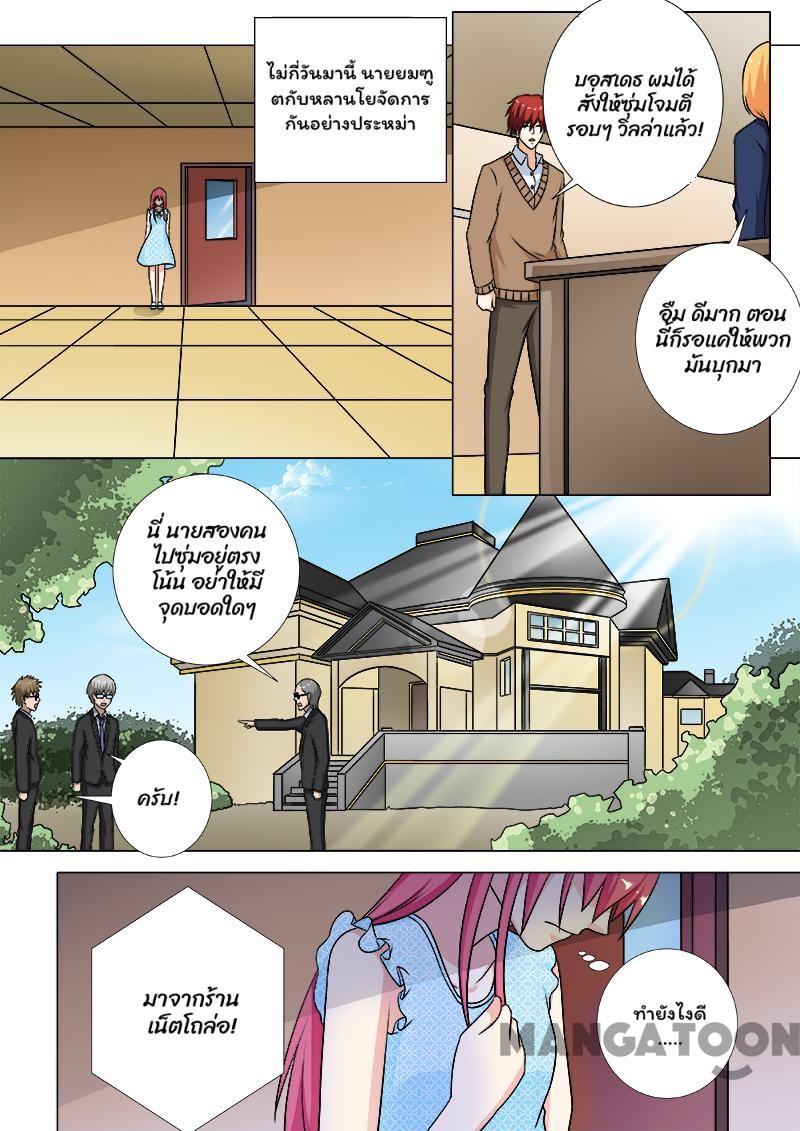 ไม่กี่วันมานี้ นายยมฑู
ตกับหลานโยจัดการ
กันอย่างประหม่า
บอสเดธ ผมได้
สั่งให้ซุ่มโจมตี
รอบๆ วิลล่าแล้ว!
อืม ดีมาก ตอน
นี้ก็รอแค่ให้พวก
มันบุกมา
นี่ นายสองคน
ไปซุ่มอยู่ตรง
โน้น อย่าให้มี
จุดบอดใดๆ
ครับ!
มาจากร้าน
เน็ตโถล่อ!
ทำยังไงดี
.....
MANGATOON